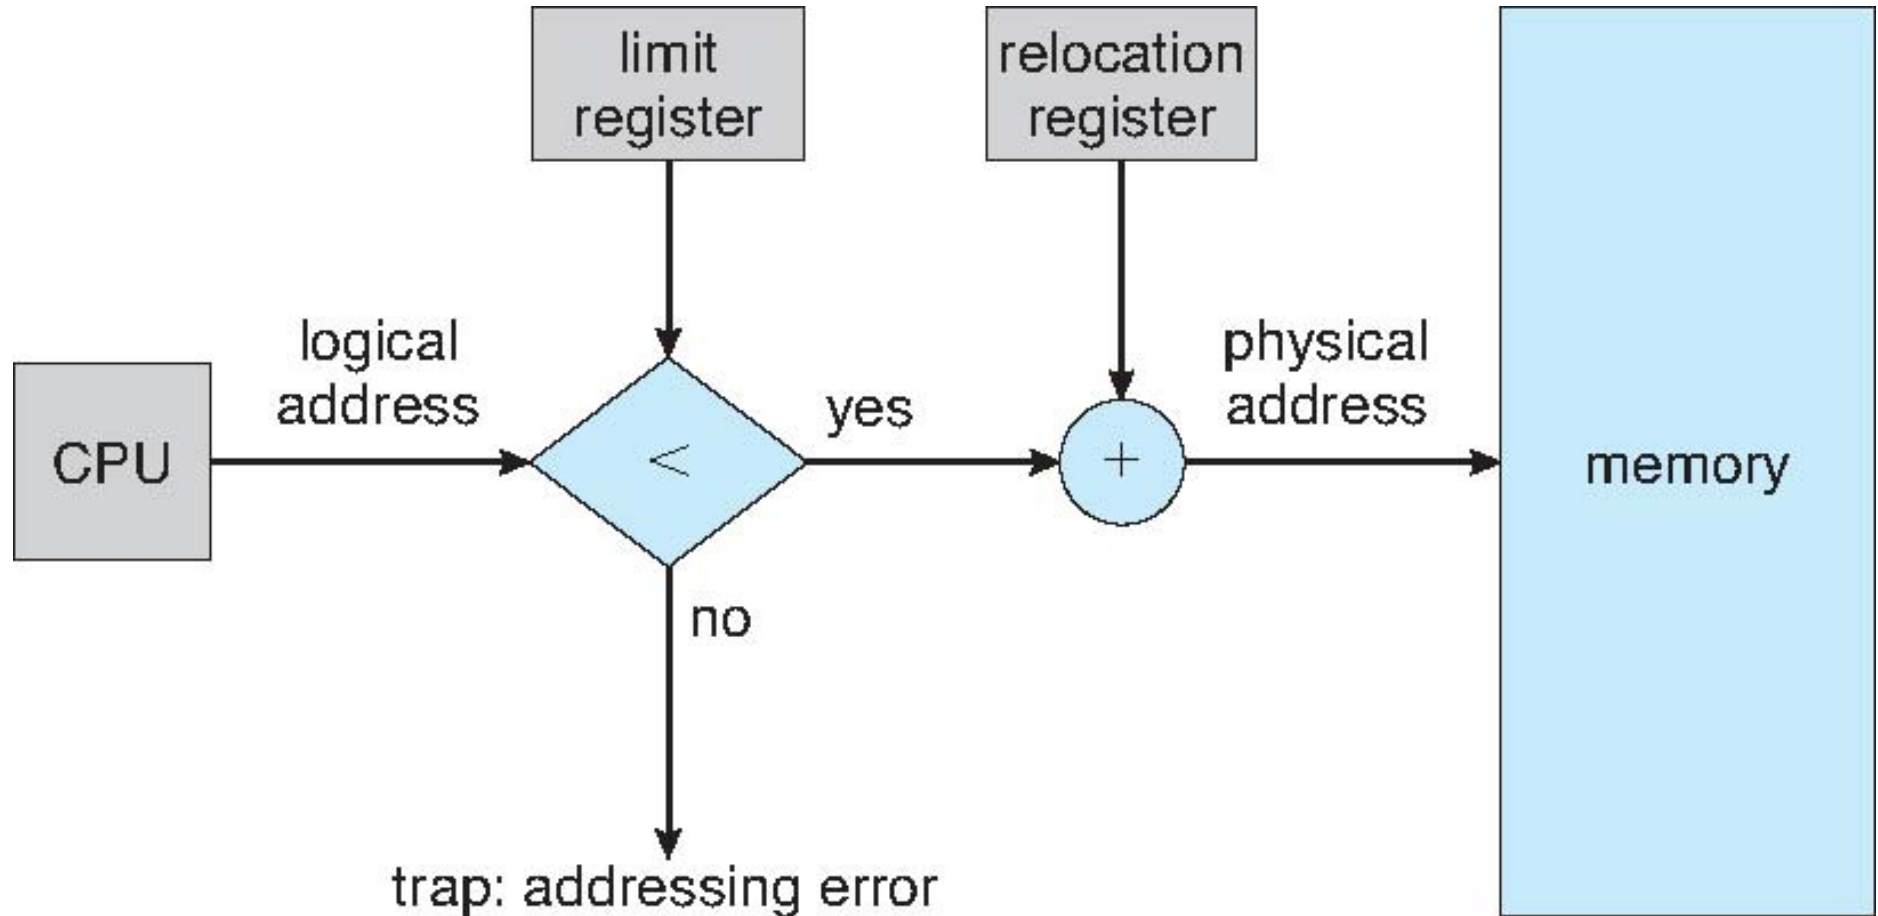 limit
register
relocation
register
logical
address
physical
address
CPU
<
yes
+
memory
no
trap: addressing error